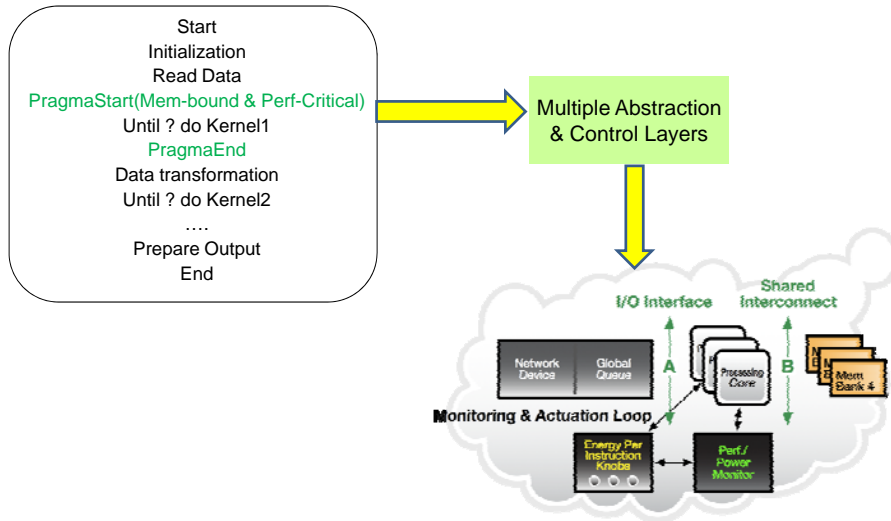 Start
Initialization
Read Data
PragmaStart(Mem-bound & Perf-Critical)
Until ? do Kernel1
PragmaEnd
Data transformation
Until ? do Kernel2
….
Prepare Output
End
Multiple Abstraction
& Control Layers
I/O Interface
Shared
Interconnect
Network
Device
Global
Queue
A
Processing
Core
B
Mem
Bank 4
Monitoring & Actuation Loop
Energy Per
Instruction
Knobs
Perf./
Power
Monitor